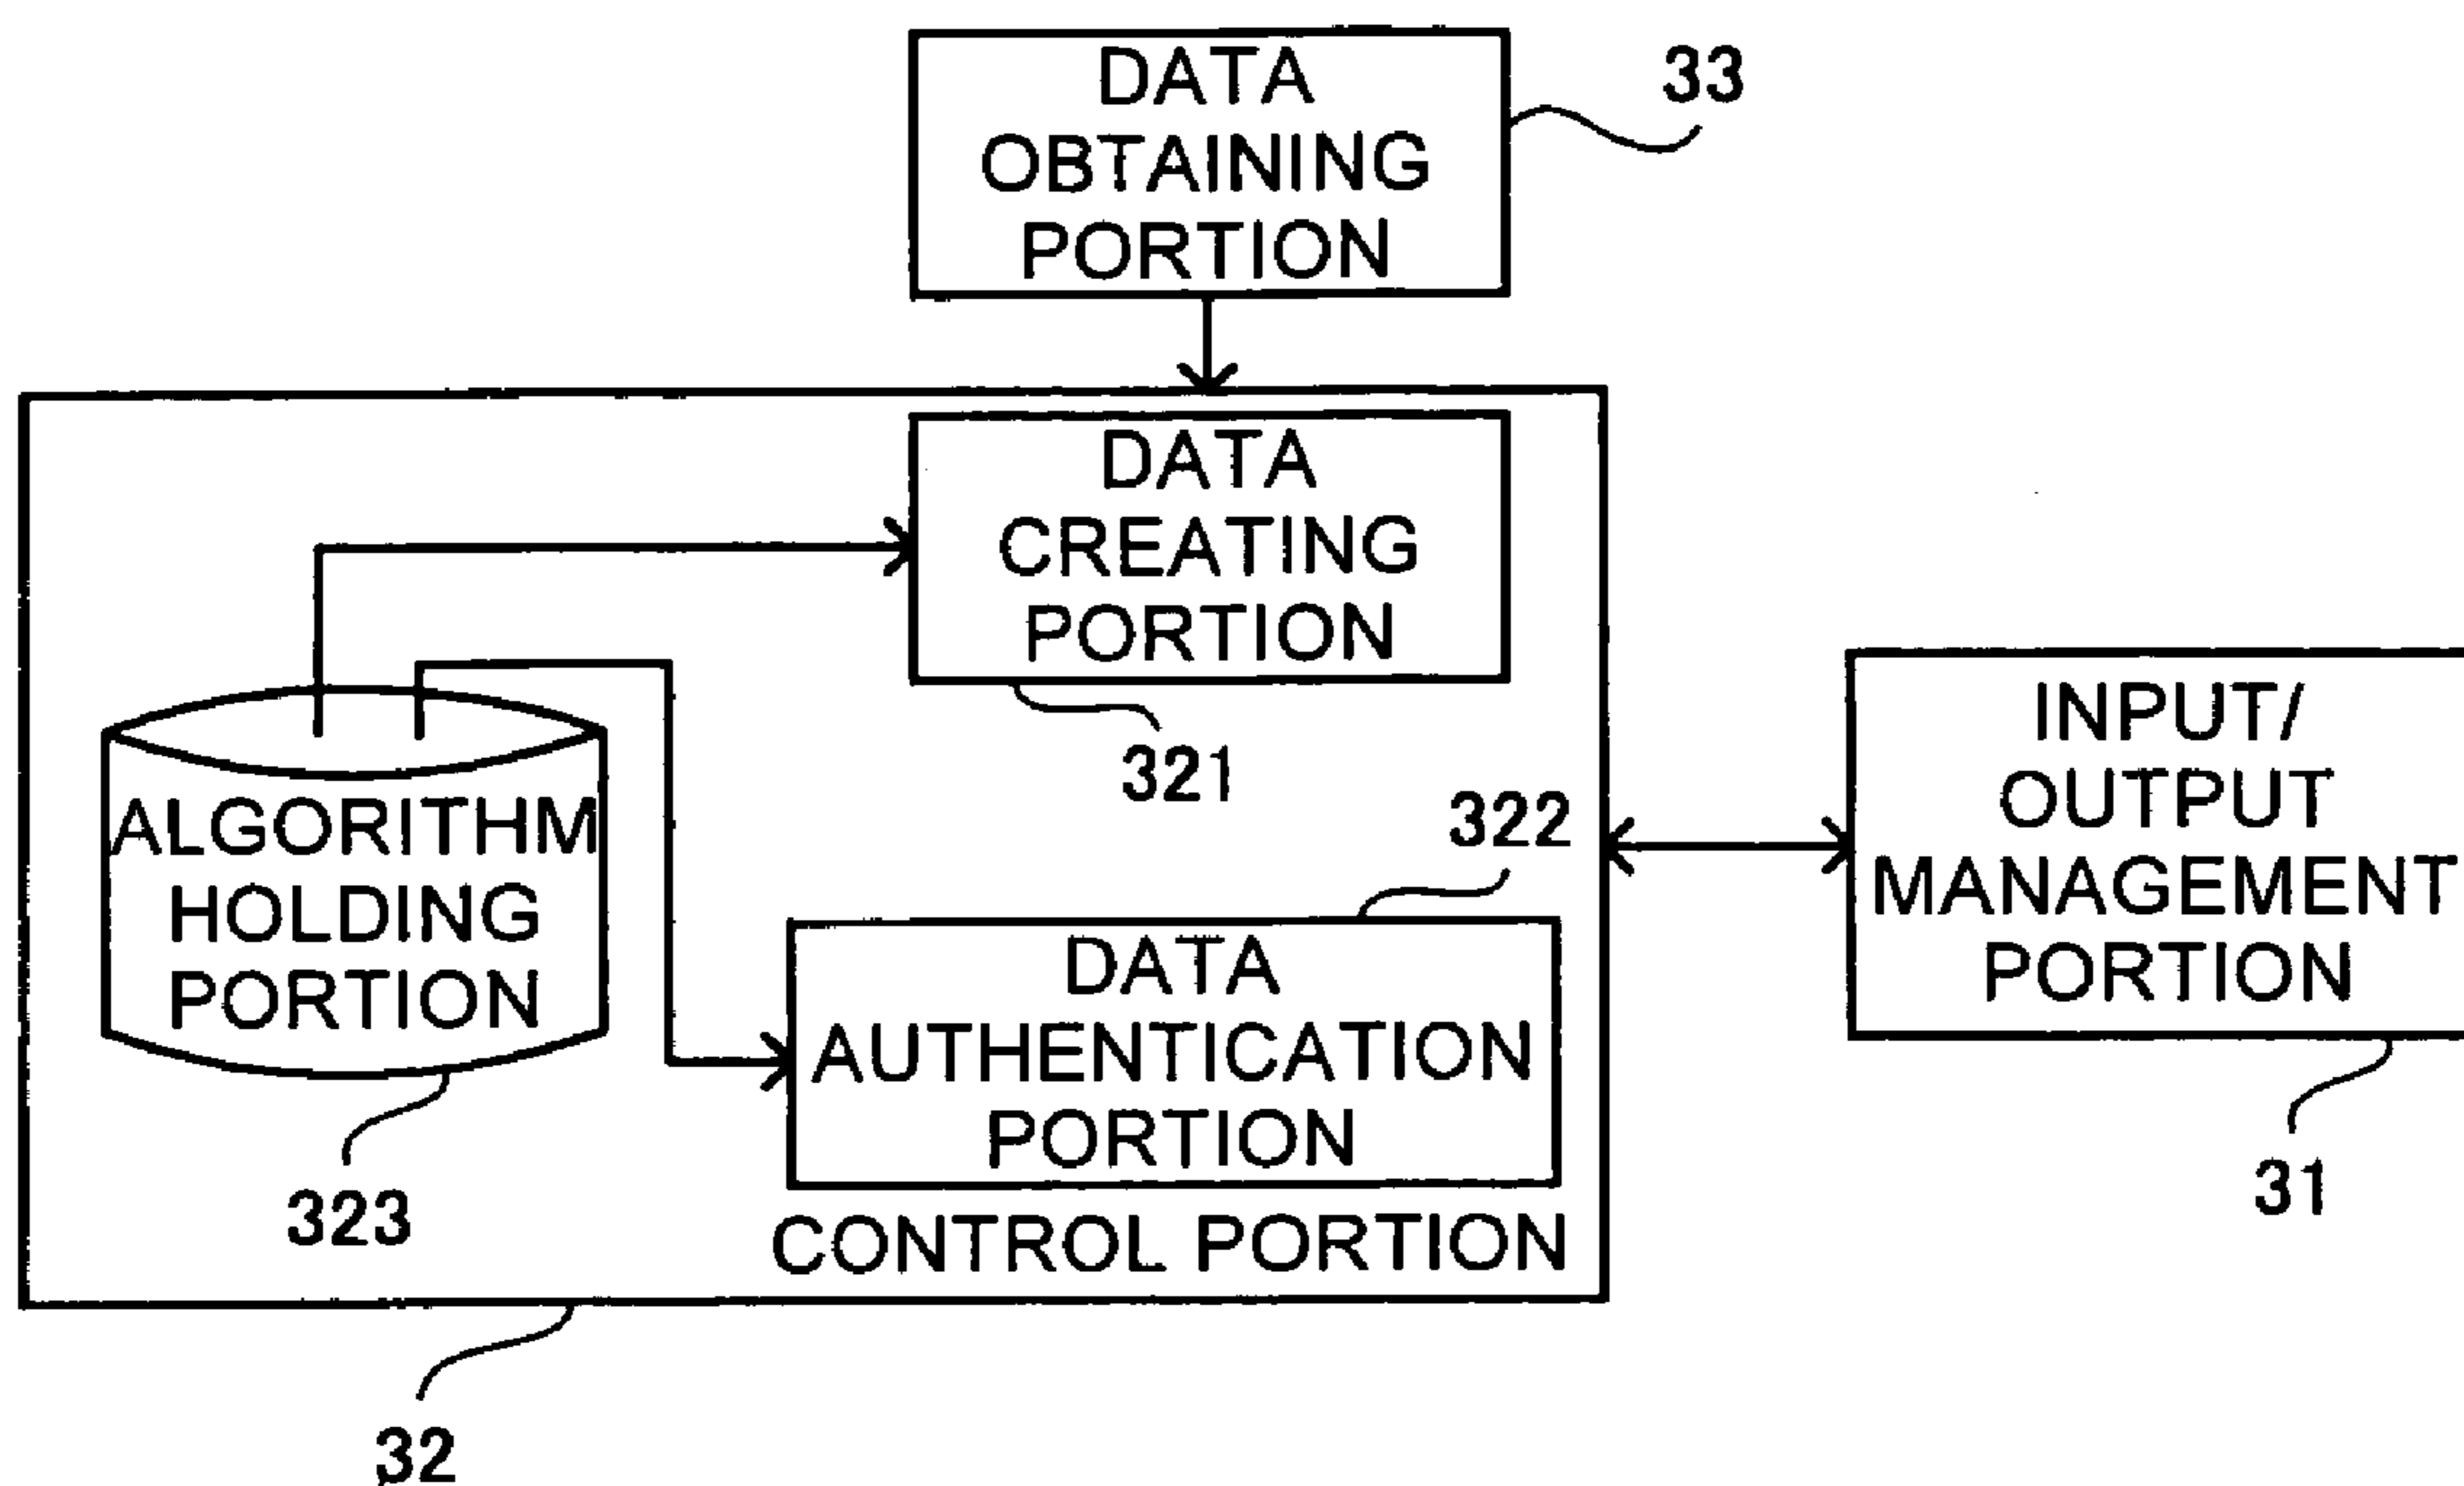 DATA
OBTAINING
PORTION
33
DATA
CREATING
PORTION
321
ALGORITHM
HOLDING
PORTION
323
322
DATA
AUTHENTICATION
PORTION
CONTROL PORTION
32
INPUT/
OUTPUT
MANAGEMENT
PORTION
31